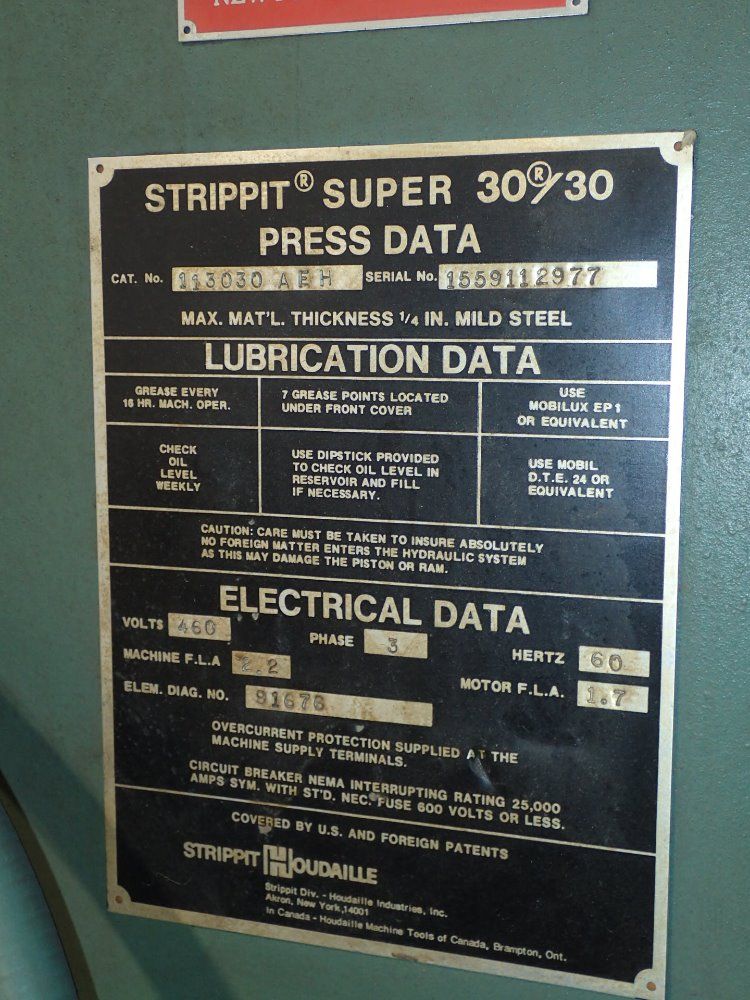 STRIPPIT® SUPER 30®/30
PRESS DATA
CAT. No. 113030 AEH SERIAL No. 1559112977
MAX. MAT'L. THICKNESS 1/4 IN. MILD STEEL
LUBRICATION DATA
GREASE EVERY
16 HR. MACH. OPER.
7 GREASE POINTS LOCATED
UNDER FRONT COVER
USE
MOBILUX EP1
OR EQUIVALENT
CHECK
OIL
LEVEL
WEEKLY
USE DIPSTICK PROVIDED
TO CHECK OIL LEVEL IN
RESERVOIR AND FILL
IF NECESSARY.
USE MOBIL
D.T.E. 24 OR
EQUIVALENT
CAUTION: CARE MUST BE TAKEN TO INSURE ABSOLUTELY
NO FOREIGN MATTER ENTERS THE HYDRAULIC SYSTEM
AS THIS MAY DAMAGE THE PISTON OR RAM.
ELECTRICAL DATA
VOLTS 460 PHASE 3 HERTZ 60
MACHINE F.L.A 2.2 MOTOR F.L.A. 1.7
ELEM. DIAG. NO. 91676
OVERCURRENT PROTECTION SUPPLIED AT THE
MACHINE SUPPLY TERMINALS.
CIRCUIT BREAKER NEMA INTERRUPTING RATING 25,000
AMPS SYM. WITH ST'D. NEC. FUSE 600 VOLTS OR LESS.
COVERED BY U.S. AND FOREIGN PATENTS
STRIPPIT HOUDAILLE
Strippit Div. - Houdaille Industries, Inc.
Akron, New York, 14001
In Canada - Houdaille Machine Tools of Canada, Brampton, Ont.